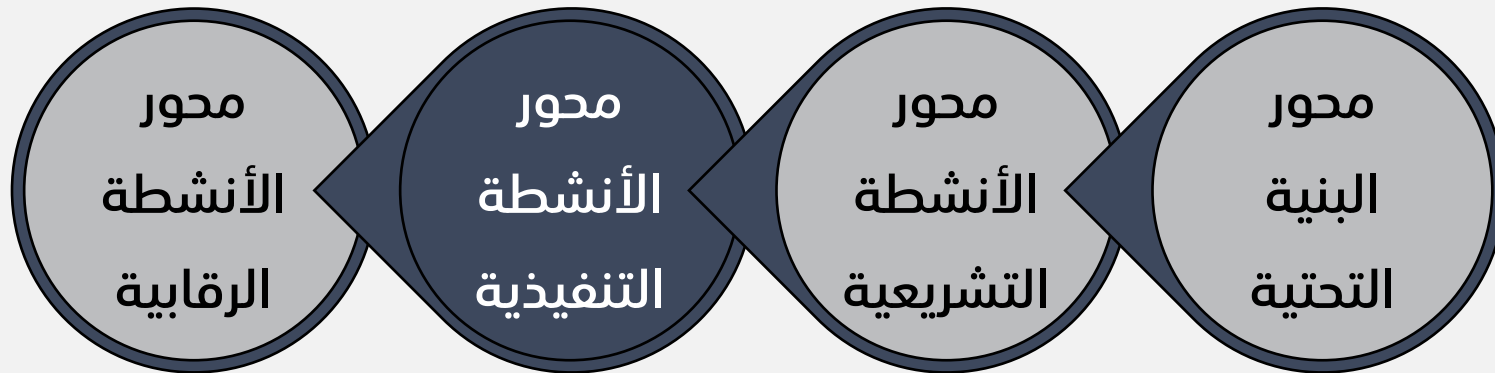 محور
البنية
التحتية
محور
الأنشطة
التشريعية
محور
الأنشطة
التنفيذية
محور
الأنشطة
الرقابية